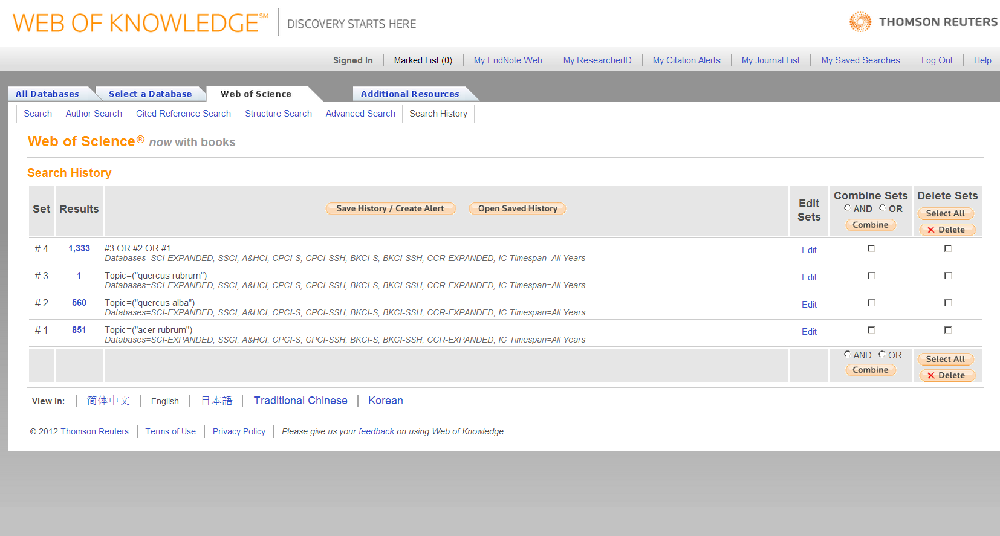 WEB OF KNOWLEDGE℠ DISCOVERY STARTS HERE
THOMSON REUTERS
Signed In Marked List (0) My EndNote Web My ResearcherID My Citation Alerts My Journal List My Saved Searches Log Out Help
All Databases Select a Database Web of Science Additional Resources
Search Author Search Cited Reference Search Structure Search Advanced Search Search History
Web of Science® now with books
Search History
Set Results Save History / Create Alert Open Saved History Edit Sets Combine Sets AND OR Combine Delete Sets Select All Delete
# 4 1,333 #3 OR #2 OR #1 Edit
Databases=SCI-EXPANDED, SSCI, A&HCI, CPCI-S, CPCI-SSH, BKCI-S, BKCI-SSH, CCR-EXPANDED, IC Timespan=All Years
# 3 1 Topic=("quercus rubrum") Edit
Databases=SCI-EXPANDED, SSCI, A&HCI, CPCI-S, CPCI-SSH, BKCI-S, BKCI-SSH, CCR-EXPANDED, IC Timespan=All Years
# 2 560 Topic=("quercus alba") Edit
Databases=SCI-EXPANDED, SSCI, A&HCI, CPCI-S, CPCI-SSH, BKCI-S, BKCI-SSH, CCR-EXPANDED, IC Timespan=All Years
# 1 851 Topic=("acer rubrum") Edit
Databases=SCI-EXPANDED, SSCI, A&HCI, CPCI-S, CPCI-SSH, BKCI-S, BKCI-SSH, CCR-EXPANDED, IC Timespan=All Years
AND OR Select All
Combine Delete
View in: 简体中文 English 日本語 Traditional Chinese Korean
© 2012 Thomson Reuters Terms of Use Privacy Policy Please give us your feedback on using Web of Knowledge.